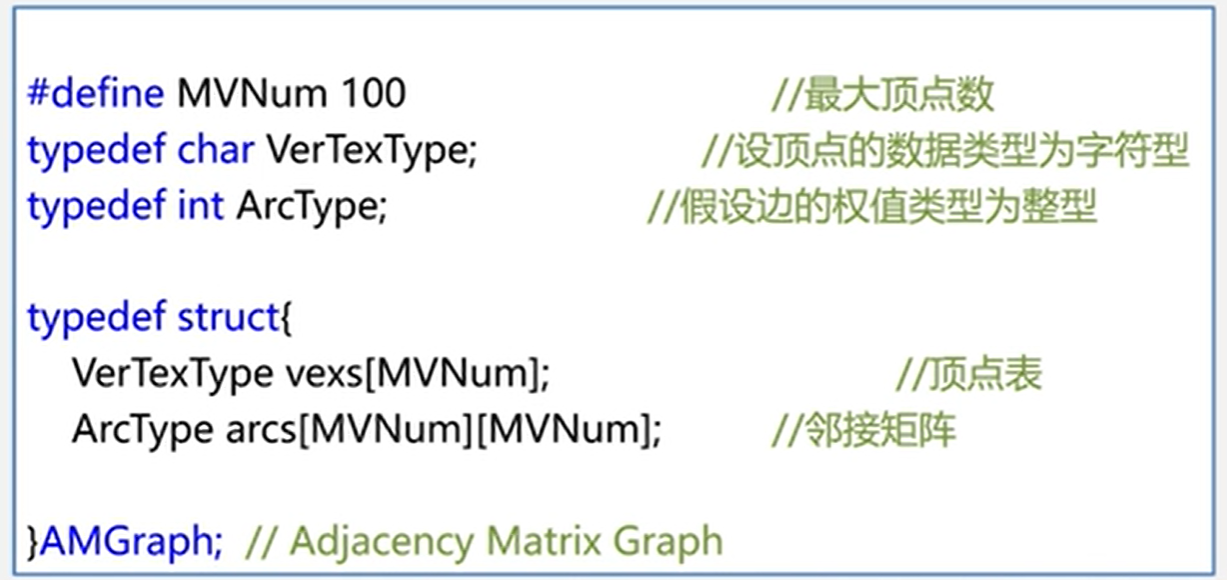 #define MVNum 100 //最大顶点数
typedef char VerTexType; //设顶点的数据类型为字符型
typedef int ArcType; //假设边的权值类型为整型
typedef struct{
VerTexType vexs[MVNum]; //顶点表
ArcType arcs[MVNum][MVNum]; //邻接矩阵
}AMGraph; // Adjacency Matrix Graph